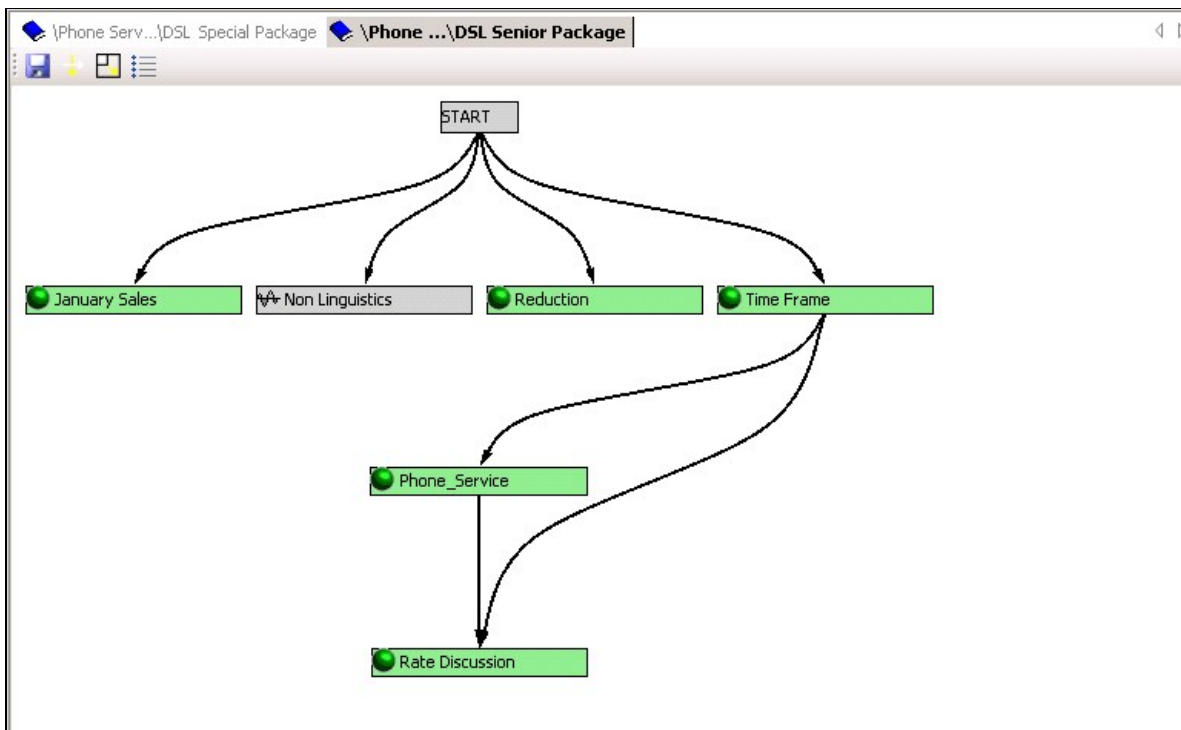 \Phone Serv...\DSL Special Package
\Phone ...\DSL Senior Package
START
January Sales
Non Linguistics
Reduction
Time Frame
Phone_Service
Rate Discussion